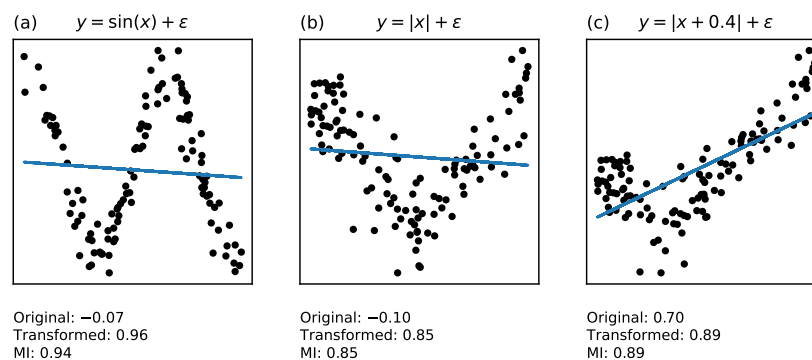 (a) y = sin(x) + ε
(b) y = |x| + ε
(c) y = |x + 0.4| + ε
Original: −0.07
Transformed: 0.96
MI: 0.94
Original: −0.10
Transformed: 0.85
MI: 0.85
Original: 0.70
Transformed: 0.89
MI: 0.89